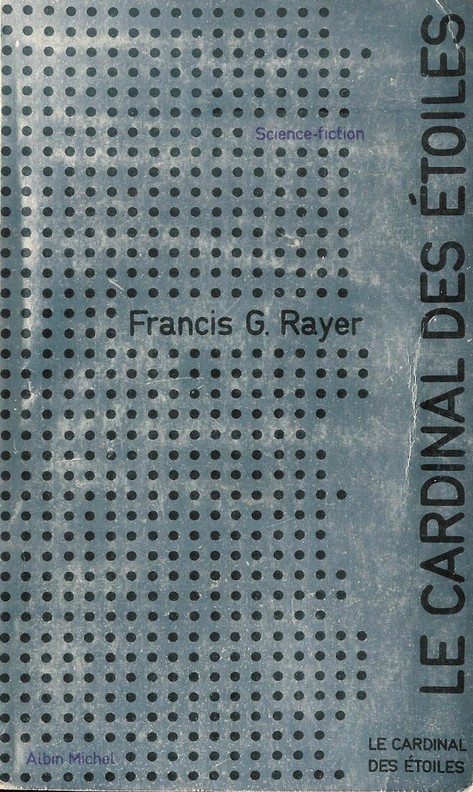 Science-fiction
Francis G. Rayer
LE CARDINAL DES ÉTOILES
Albin Michel
LE CARDINAL
DES ÉTOILES